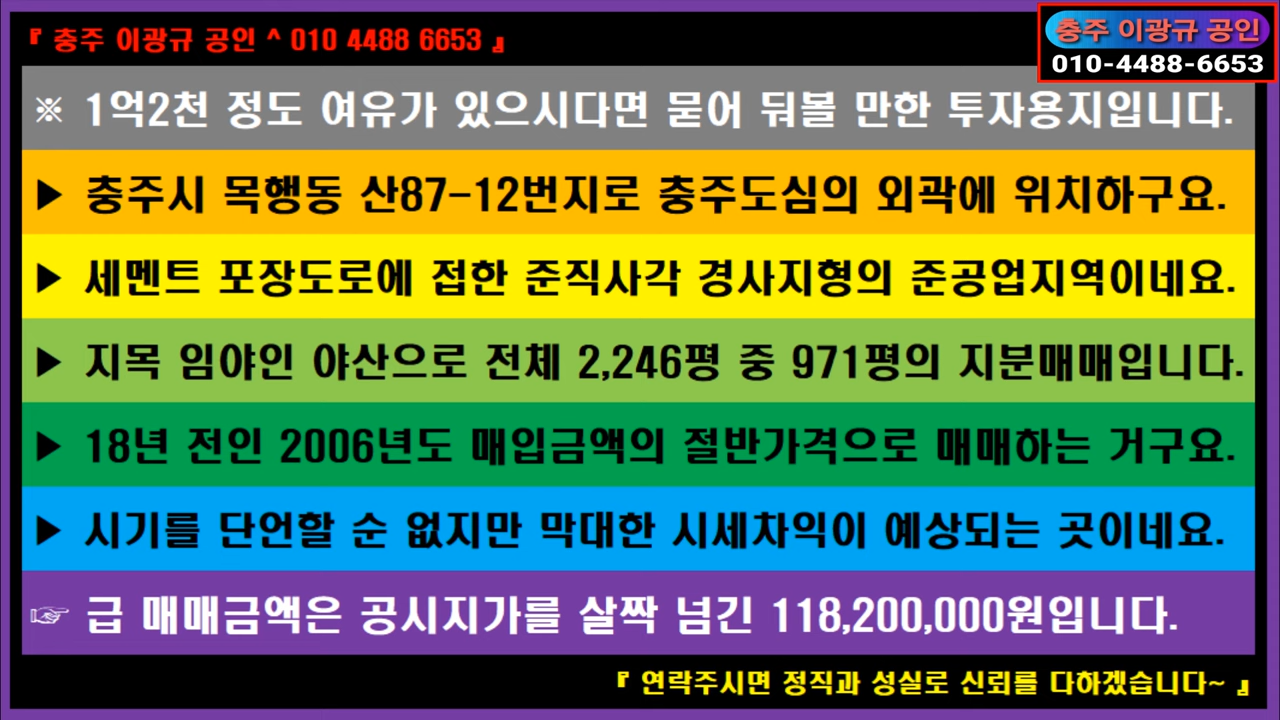 『 충주 이광규 공인 ^ 010 4488 6653 』
충주 이광규 공인
010-4488-6653
※ 1억2천 정도 여유가 있으시다면 묻어 둬볼 만한 투자용지입니다.
▶ 충주시 목행동 산87-12번지로 충주도심의 외곽에 위치하구요.
▶ 세멘트 포장도로에 접한 준직사각 경사지형의 준공업지역이네요.
▶ 지목 임야인 야산으로 전체 2,246평 중 971평의 지분매매입니다.
▶ 18년 전인 2006년도 매입금액의 절반가격으로 매매하는 거구요.
▶ 시기를 단언할 순 없지만 막대한 시세차익이 예상되는 곳이네요.
☞ 급 매매금액은 공시지가를 살짝 넘긴 118,200,000원입니다.
『 연락주시면 정직과 성실로 신뢰를 다하겠습니다~ 』